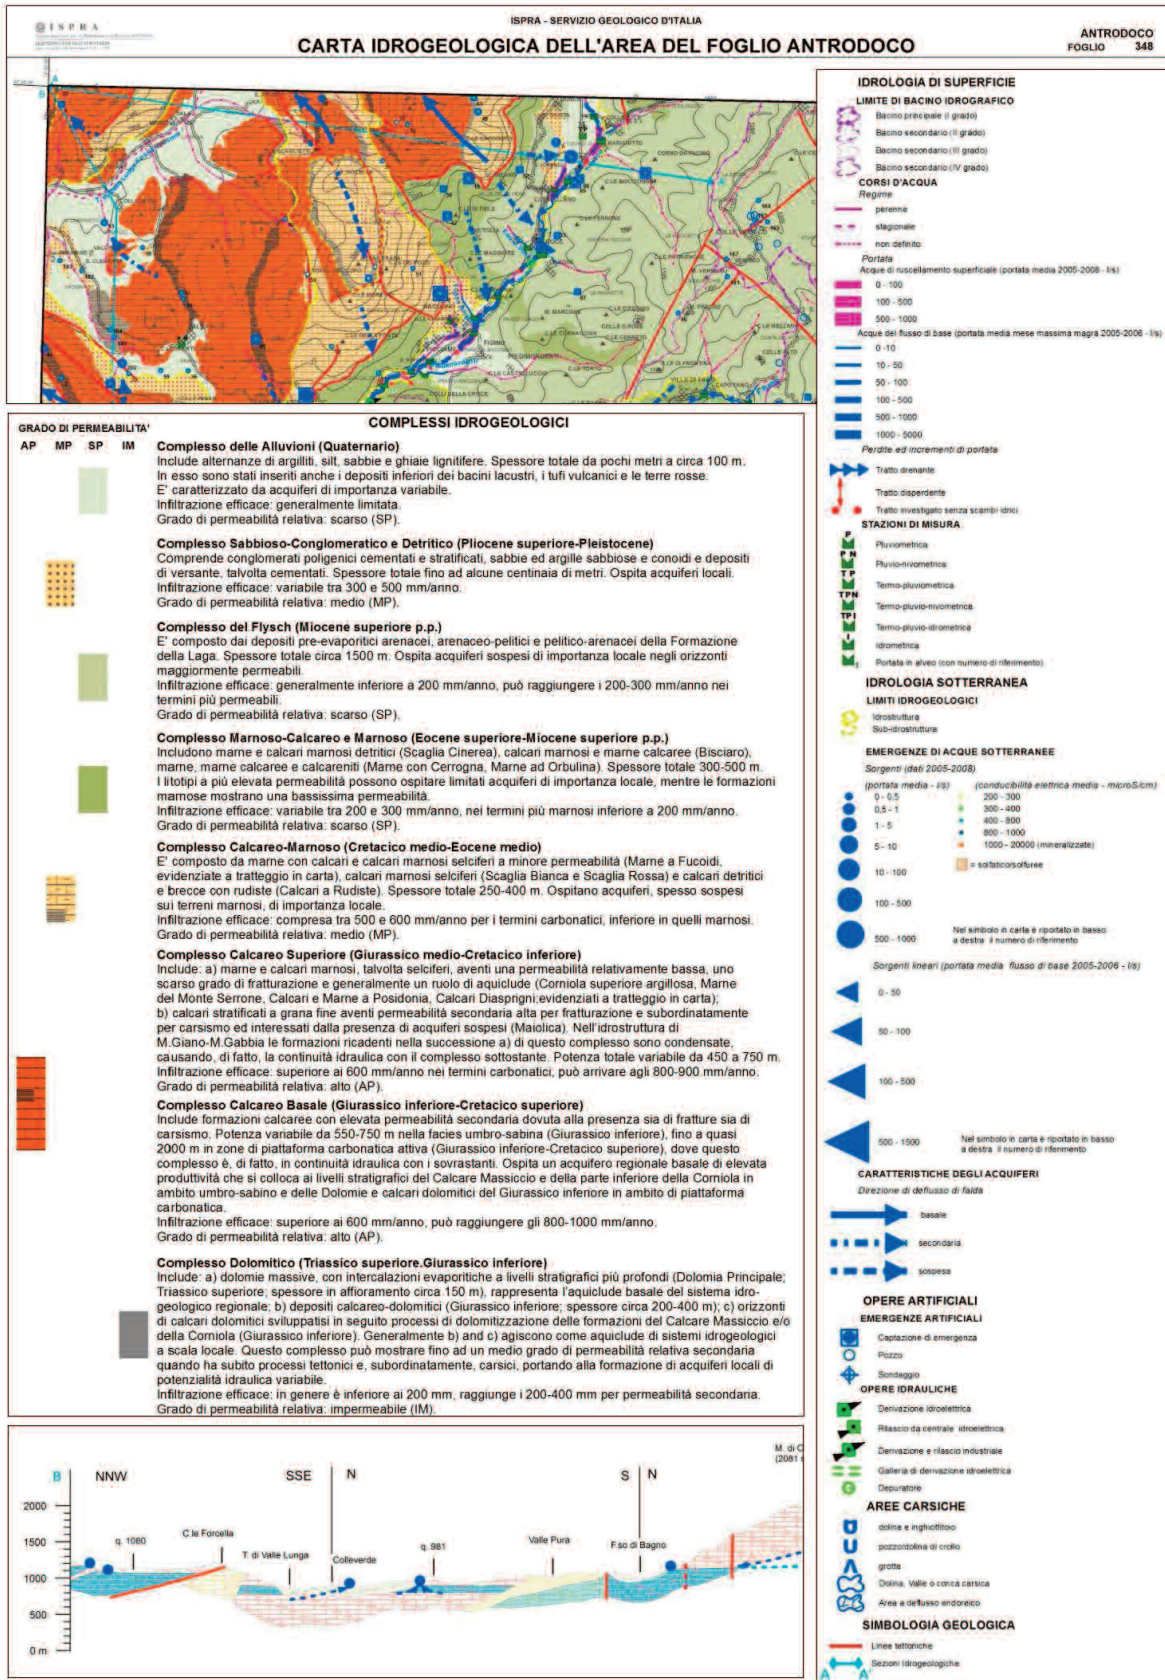 ISPRA
ISPRA - SERVIZIO GEOLOGICO D'ITALIA
CARTA IDROGEOLOGICA DELL'AREA DEL FOGLIO ANTRODOCO
ANTRODOCO
FOGLIO 348
IDROLOGIA DI SUPERFICIE
LIMITE DI BACINO IDROGRAFICO
Bacino principale (I grado)
Bacino secondario (II grado)
Bacino secondario (III grado)
Bacino secondario (IV grado)
CORSI D'ACQUA
Regime
perenne
stagionale
non definito
Portata
Acque di ruscellamento superficiale (portata media 2005-2008 - l/s)
0 - 100
100 - 500
500 - 1000
Acque del flusso di base (portata media mese massima magra 2005-2006 - l/s)
0 -10
10 - 50
50 - 100
100 - 500
500 - 1000
1000 - 5000
Perdite ed incrementi di portata
Tratto drenante
Tratto disperdente
Tratto investigato senza scambi idrici
STAZIONI DI MISURA
P
Pluviometrica
P N
Pluvio-nivometrica
T P
Termo-pluviometrica
TPN
Termo-pluvio-nivometrica
TPI
Termo-pluvio-idrometrica
I
Idrometrica
Portata in alveo (con numero di riferimento)
IDROLOGIA SOTTERRANEA
LIMITI IDROGEOLOGICI
Idrostruttura
Sub-idrostruttura
EMERGENZE DI ACQUE SOTTERRANEE
Sorgenti (dati 2005-2008)
(portata media - l/s) (conducibilità elettrica media - microS/cm)
0 - 0,5 200 - 300
0,5 - 1 300 - 400
1 - 5 400 - 800
800 - 1000
5 - 10 1000 - 20000 (mineralizzate)
10 - 100 = solfatico/solfuree
100 - 500
500 - 1000 Nel simbolo in carta è riportato in basso
a destra il numero di riferimento
Sorgenti lineari (portata media flusso di base 2005-2006 - l/s)
0 - 50
50 - 100
100 - 500
500 - 1500 Nel simbolo in carta è riportato in basso
a destra il numero di riferimento
CARATTERISTICHE DEGLI ACQUIFERI
Direzione di deflusso di falda
basale
secondaria
sospesa
OPERE ARTIFICIALI
EMERGENZE ARTIFICIALI
Captazione di emergenza
Pozzo
Sondaggio
OPERE IDRAULICHE
Derivazione idroelettrica
Rilascio da centrale idroelettrica
Derivazione e rilascio industriale
Galleria di derivazione idroelettrica
Depuratore
AREE CARSICHE
dolina e inghiottitoio
pozzo/dolina di crollo
grotta
Dolina, Valle o conca carsica
Area a deflusso endoreico
SIMBOLOGIA GEOLOGICA
Linee tettoniche
A A' Sezioni Idrogeologiche
GRADO DI PERMEABILITA'
AP MP SP IM
COMPLESSI IDROGEOLOGICI
Complesso delle Alluvioni (Quaternario)
Include alternanze di argilliti, silt, sabbie e ghiaie lignitifere. Spessore totale da pochi metri a circa 100 m.
In esso sono stati inseriti anche i depositi inferiori dei bacini lacustri, i tufi vulcanici e le terre rosse.
E' caratterizzato da acquiferi di importanza variabile.
Infiltrazione efficace: generalmente limitata.
Grado di permeabilità relativa: scarso (SP).
Complesso Sabbioso-Conglomeratico e Detritico (Pliocene superiore-Pleistocene)
Comprende conglomerati poligenici cementati e stratificati, sabbie ed argille sabbiose e conoidi e depositi
di versante, talvolta cementati. Spessore totale fino ad alcune centinaia di metri. Ospita acquiferi locali.
Infiltrazione efficace: variabile tra 300 e 500 mm/anno.
Grado di permeabilità relativa: medio (MP).
Complesso del Flysch (Miocene superiore p.p.)
E' composto dai depositi pre-evaporitici arenacei, arenaceo-pelitici e pelitico-arenacei della Formazione
della Laga. Spessore totale circa 1500 m. Ospita acquiferi sospesi di importanza locale negli orizzonti
maggiormente permeabili.
Infiltrazione efficace: generalmente inferiore a 200 mm/anno, può raggiungere i 200-300 mm/anno nei
termini più permeabili.
Grado di permeabilità relativa: scarso (SP).
Complesso Marnoso-Calcareo e Marnoso (Eocene superiore-Miocene superiore p.p.)
Includono marne e calcari marnosi detritici (Scaglia Cinerea), calcari marnosi e marne calcaree (Bisciaro),
marne, marne calcaree e calcareniti (Marne con Cerrogna, Marne ad Orbulina). Spessore totale 300-500 m.
I litotipi a più elevata permeabilità possono ospitare limitati acquiferi di importanza locale, mentre le formazioni
marnose mostrano una bassissima permeabilità.
Infiltrazione efficace: variabile tra 200 e 300 mm/anno, nei termini più marnosi inferiore a 200 mm/anno.
Grado di permeabilità relativa: scarso (SP).
Complesso Calcareo-Marnoso (Cretacico medio-Eocene medio)
E' composto da marne con calcari e calcari marnosi selciferi a minore permeabilità (Marne a Fucoidi,
evidenziate a tratteggio in carta), calcari marnosi selciferi (Scaglia Bianca e Scaglia Rossa) e calcari detritici
e brecce con rudiste (Calcari a Rudiste). Spessore totale 250-400 m. Ospitano acquiferi, spesso sospesi
sui terreni marnosi, di importanza locale.
Infiltrazione efficace: compresa tra 500 e 600 mm/anno per i termini carbonatici, inferiore in quelli marnosi.
Grado di permeabilità relativa: medio (MP).
Complesso Calcareo Superiore (Giurassico medio-Cretacico inferiore)
Include: a) marne e calcari marnosi, talvolta selciferi, aventi una permeabilità relativamente bassa, uno
scarso grado di fratturazione e generalmente un ruolo di aquiclude (Corniola superiore argillosa, Marne
del Monte Serrone, Calcari e Marne a Posidonia, Calcari Diasprigni;evidenziati a tratteggio in carta);
b) calcari stratificati a grana fine aventi permeabilità secondaria alta per fratturazione e subordinatamente
per carsismo ed interessati dalla presenza di acquiferi sospesi (Maiolica). Nell'idrostruttura di
M.Giano-M.Gabbia le formazioni ricadenti nella successione a) di questo complesso sono condensate,
causando, di fatto, la continuità idraulica con il complesso sottostante. Potenza totale variabile da 450 a 750 m.
Infiltrazione efficace: superiore ai 600 mm/anno nei termini carbonatici, può arrivare agli 800-900 mm/anno.
Grado di permeabilità relativa: alto (AP).
Complesso Calcareo Basale (Giurassico inferiore-Cretacico superiore)
Include formazioni calcaree con elevata permeabilità secondaria dovuta alla presenza sia di fratture sia di
carsismo. Potenza variabile da 550-750 m nella facies umbro-sabina (Giurassico inferiore), fino a quasi
2000 m in zone di piattaforma carbonatica attiva (Giurassico inferiore-Cretacico superiore), dove questo
complesso è, di fatto, in continuità idraulica con i sovrastanti. Ospita un acquifero regionale basale di elevata
produttività che si colloca ai livelli stratigrafici del Calcare Massiccio e della parte inferiore della Corniola in
ambito umbro-sabino e delle Dolomie e calcari dolomitici del Giurassico inferiore in ambito di piattaforma
carbonatica.
Infiltrazione efficace: superiore ai 600 mm/anno, può raggiungere gli 800-1000 mm/anno.
Grado di permeabilità relativa: alto (AP).
Complesso Dolomitico (Triassico superiore.Giurassico inferiore)
Include: a) dolomie massive, con intercalazioni evaporitiche a livelli stratigrafici più profondi (Dolomia Principale;
Triassico superiore; spessore in affioramento circa 150 m), rappresenta l'aquiclude basale del sistema idro-
geologico regionale; b) depositi calcareo-dolomitici (Giurassico inferiore; spessore circa 200-400 m); c) orizzonti
di calcari dolomitici sviluppatisi in seguito processi di dolomitizzazione delle formazioni del Calcare Massiccio e/o
della Corniola (Giurassico inferiore). Generalmente b) and c) agiscono come aquiclude di sistemi idrogeologici
a scala locale. Questo complesso può mostrare fino ad un medio grado di permeabilità relativa secondaria
quando ha subito processi tettonici e, subordinatamente, carsici, portando alla formazione di acquiferi locali di
potenzialità idraulica variabile.
Infiltrazione efficace: in genere è inferiore ai 200 mm, raggiunge i 200-400 mm per permeabilità secondaria.
Grado di permeabilità relativa: impermeabile (IM).
M. di C
(2081 m
B NNW SSE N S N
2000
1500
1000
500
0 m
q. 1080
C.le Forcella
T. di Valle Lunga
Colleverde
q. 981
Valle Pura
F.so di Bagno